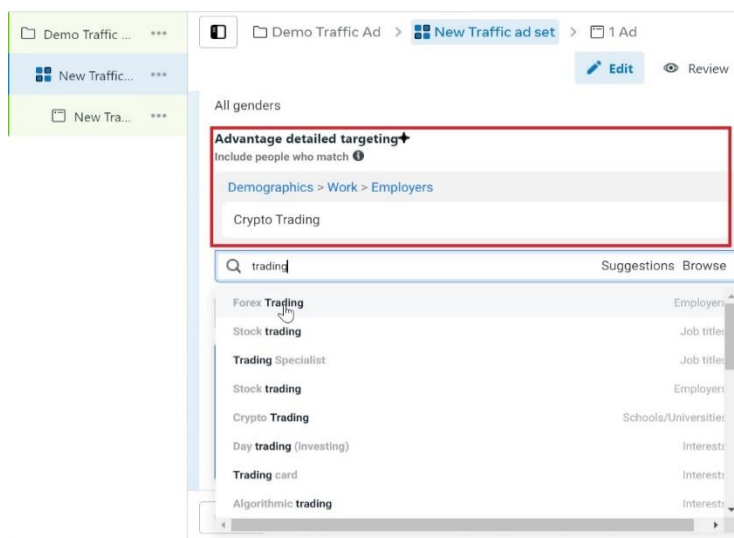 Demo Traffic ... •••
New Traffic... •••
New Tra... •••
Demo Traffic Ad > New Traffic ad set > 1 Ad
Edit Review
All genders
Advantage detailed targeting
Include people who match
Demographics > Work > Employers
Crypto Trading
trading Suggestions Browse
Forex Trading Employers
Stock trading Job titles
Trading Specialist Job titles
Stock trading Employers
Crypto Trading Schools/Universities
Day trading (investing) Interests
Trading card Interests
Algorithmic trading Interests